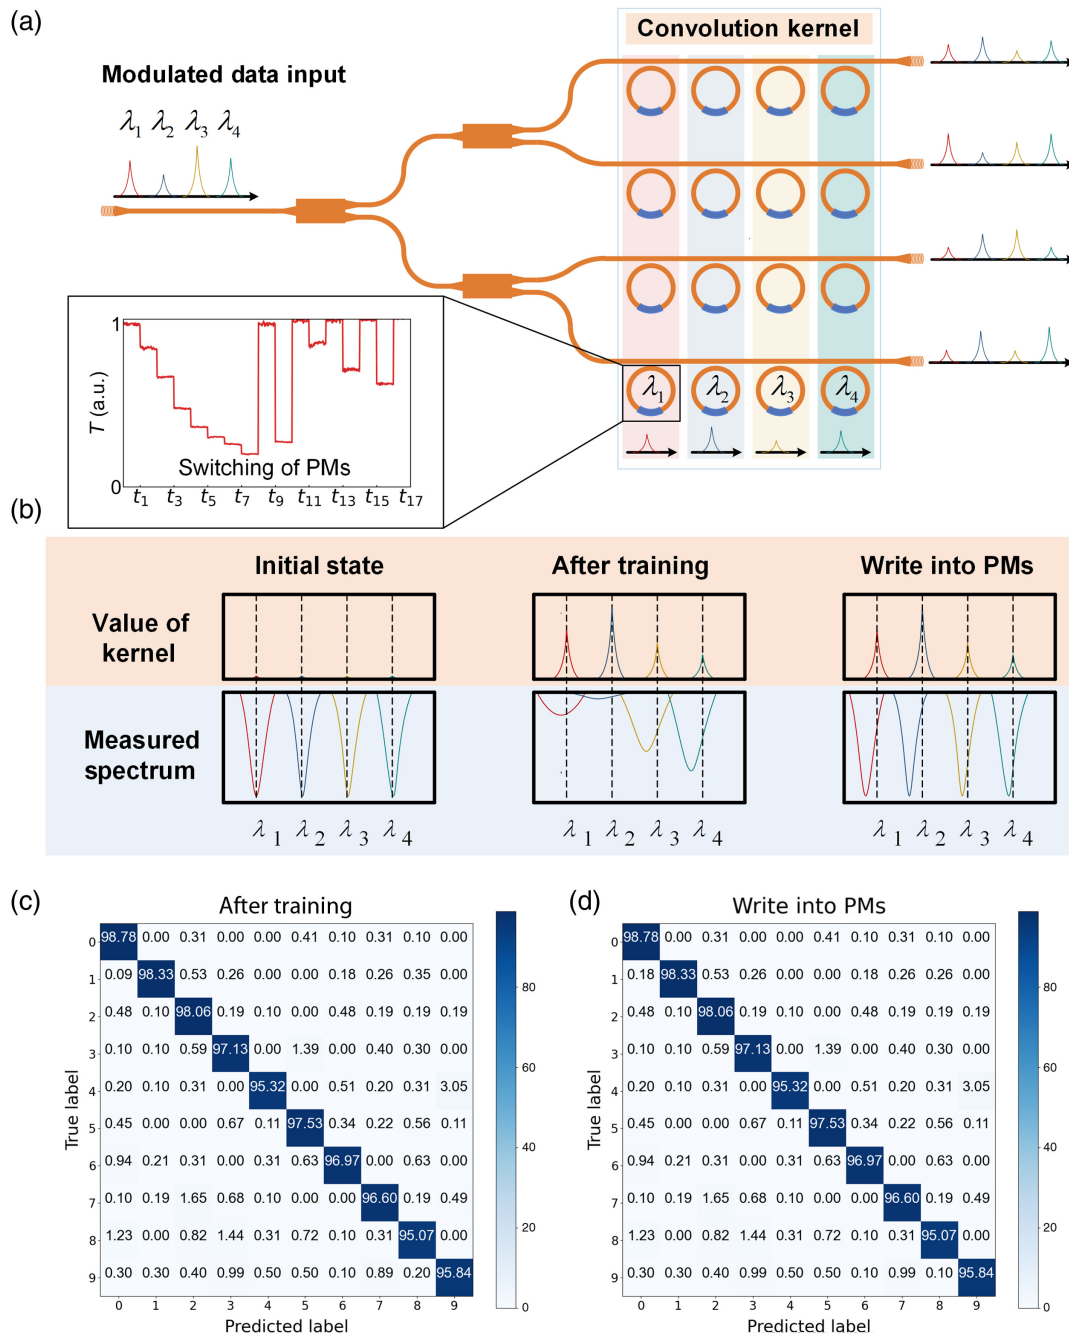 (a)
Convolution kernel
Modulated data input
λ1 λ2 λ3 λ4
λ1 λ2 λ3 λ4
1
T (a.u.)
0
Switching of PMs
t1 t3 t5 t7 t9 t11 t13 t15 t17
(b)
Initial state After training Write into PMs
Value of
kernel
Measured
spectrum
λ1 λ2 λ3 λ4 λ1 λ2 λ3 λ4 λ1 λ2 λ3 λ4
(c)
After training
True label
0 98.78 0.00 0.31 0.00 0.00 0.41 0.10 0.31 0.10 0.00
1 0.09 98.33 0.53 0.26 0.00 0.00 0.18 0.26 0.35 0.00
2 0.48 0.10 98.06 0.19 0.10 0.00 0.48 0.19 0.19 0.19
3 0.10 0.10 0.59 97.13 0.00 1.39 0.00 0.40 0.30 0.00
4 0.20 0.10 0.31 0.00 95.32 0.00 0.51 0.20 0.31 3.05
5 0.45 0.00 0.00 0.67 0.11 97.53 0.34 0.22 0.56 0.11
6 0.94 0.21 0.31 0.00 0.31 0.63 96.97 0.00 0.63 0.00
7 0.10 0.19 1.65 0.68 0.10 0.00 0.00 96.60 0.19 0.49
8 1.23 0.00 0.82 1.44 0.31 0.72 0.10 0.31 95.07 0.00
9 0.30 0.30 0.40 0.99 0.50 0.50 0.10 0.89 0.20 95.84
0 1 2 3 4 5 6 7 8 9
Predicted label
80
60
40
20
0
(d)
Write into PMs
True label
0 98.78 0.00 0.31 0.00 0.00 0.41 0.10 0.31 0.10 0.00
1 0.18 98.33 0.53 0.26 0.00 0.00 0.18 0.26 0.26 0.00
2 0.48 0.10 98.06 0.19 0.10 0.00 0.48 0.19 0.19 0.19
3 0.10 0.10 0.59 97.13 0.00 1.39 0.00 0.40 0.30 0.00
4 0.20 0.10 0.31 0.00 95.32 0.00 0.51 0.20 0.31 3.05
5 0.45 0.00 0.00 0.67 0.11 97.53 0.34 0.22 0.56 0.11
6 0.94 0.21 0.31 0.00 0.31 0.63 96.97 0.00 0.63 0.00
7 0.10 0.19 1.65 0.68 0.10 0.00 0.00 96.60 0.19 0.49
8 1.23 0.00 0.82 1.44 0.31 0.72 0.10 0.31 95.07 0.00
9 0.30 0.30 0.40 0.99 0.50 0.50 0.10 0.99 0.10 95.84
0 1 2 3 4 5 6 7 8 9
Predicted label
80
60
40
20
0